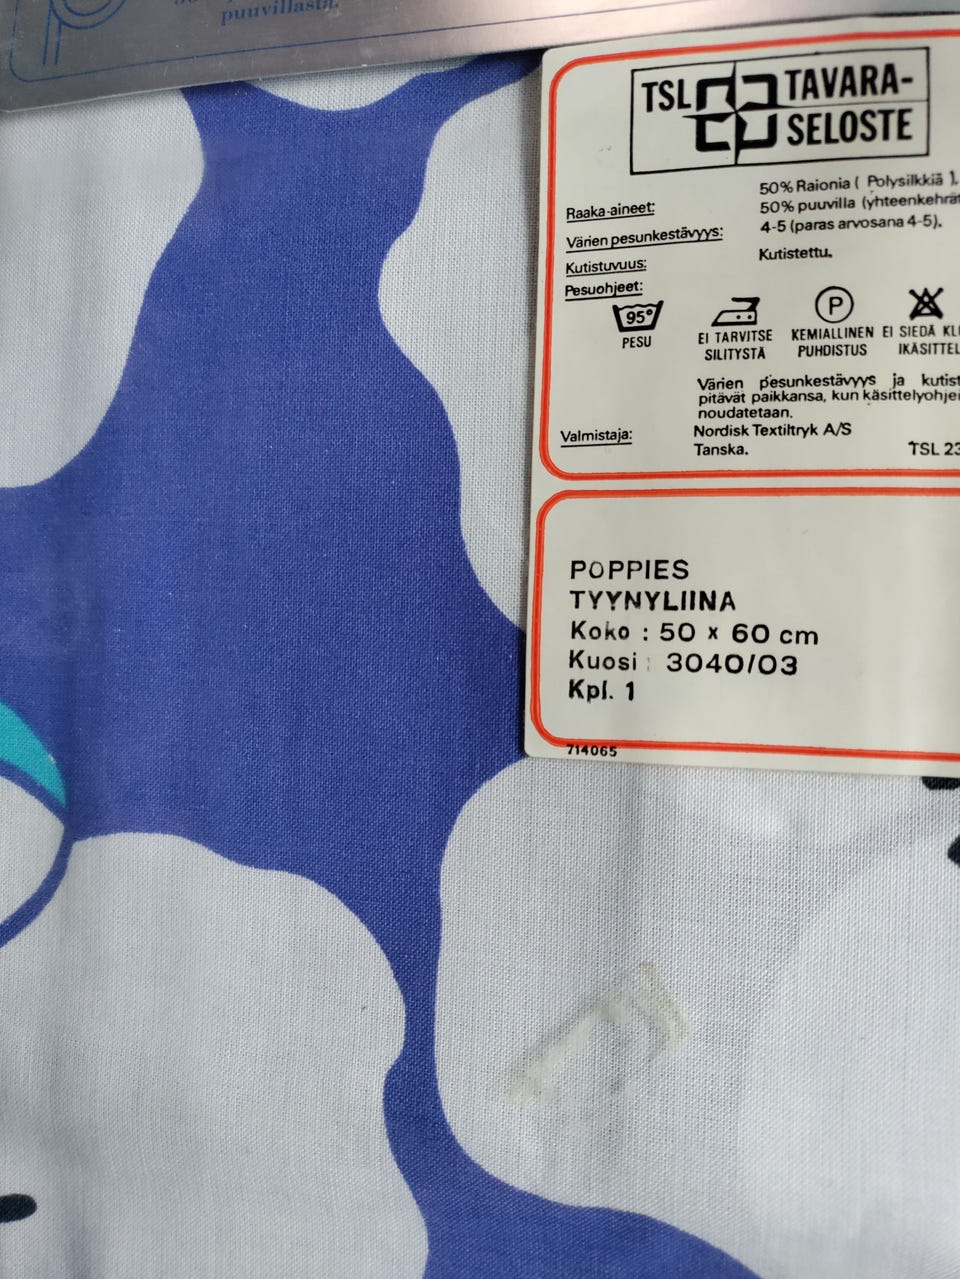 puuvillasta.
TSL TAVARA-
SELOSTE
Raaka-aineet: 50% Raionia ( Polysilkkiä ),
50% puuvilla (yhteenkehrät
Värien pesunkestävyys: 4-5 (paras arvosana 4-5).
Kutistuvuus: Kutistettu.
Pesuohjeet:
95° P
PESU
EI TARVITSE
SILITYSTÄ
KEMIALLINEN
PUHDISTUS
EI SIEDÄ KL
IKÄSITTEL
Värien pesunkestävyys ja kutist
pitävät paikkansa, kun käsittelyohjei
noudatetaan.
Valmistaja: Nordisk Textiltryk A/S
Tanska. TSL 23
POPPIES
TYYNYLIINA
Koko : 50 x 60 cm
Kuosi : 3040/03
Kpl. 1
714065